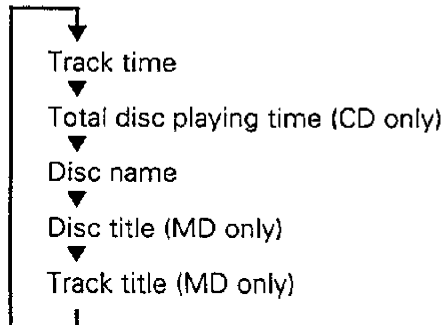 Track time
Total disc playing time (CD only)
Disc name
Disc title (MD only)
Track title (MD only)